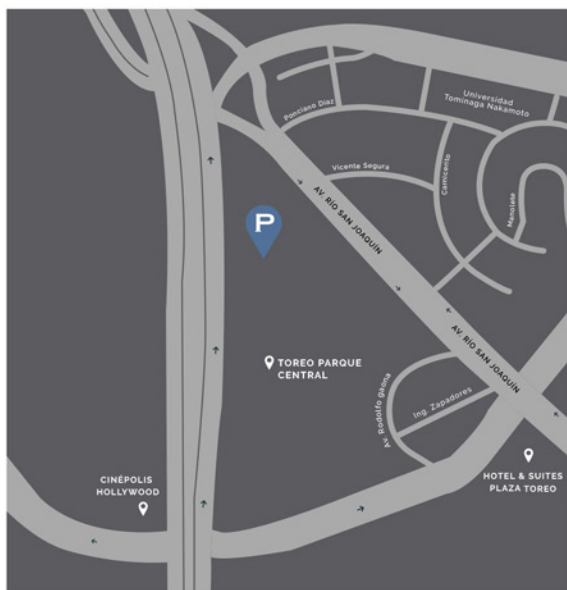 Universidad
Tominaga Nakamoto
Ponciano Díaz
Vicente Segura
Calmicento
Manolete
P
AV. RÍO SAN JOAQUÍN
TOREO PARQUE
CENTRAL
AV. RÍO SAN JOAQUÍN
Av. Rodolfo gaona
Ing. Zapadores
CINÉPOLIS
HOLLYWOOD
HOTEL & SUITES
PLAZA TOREO